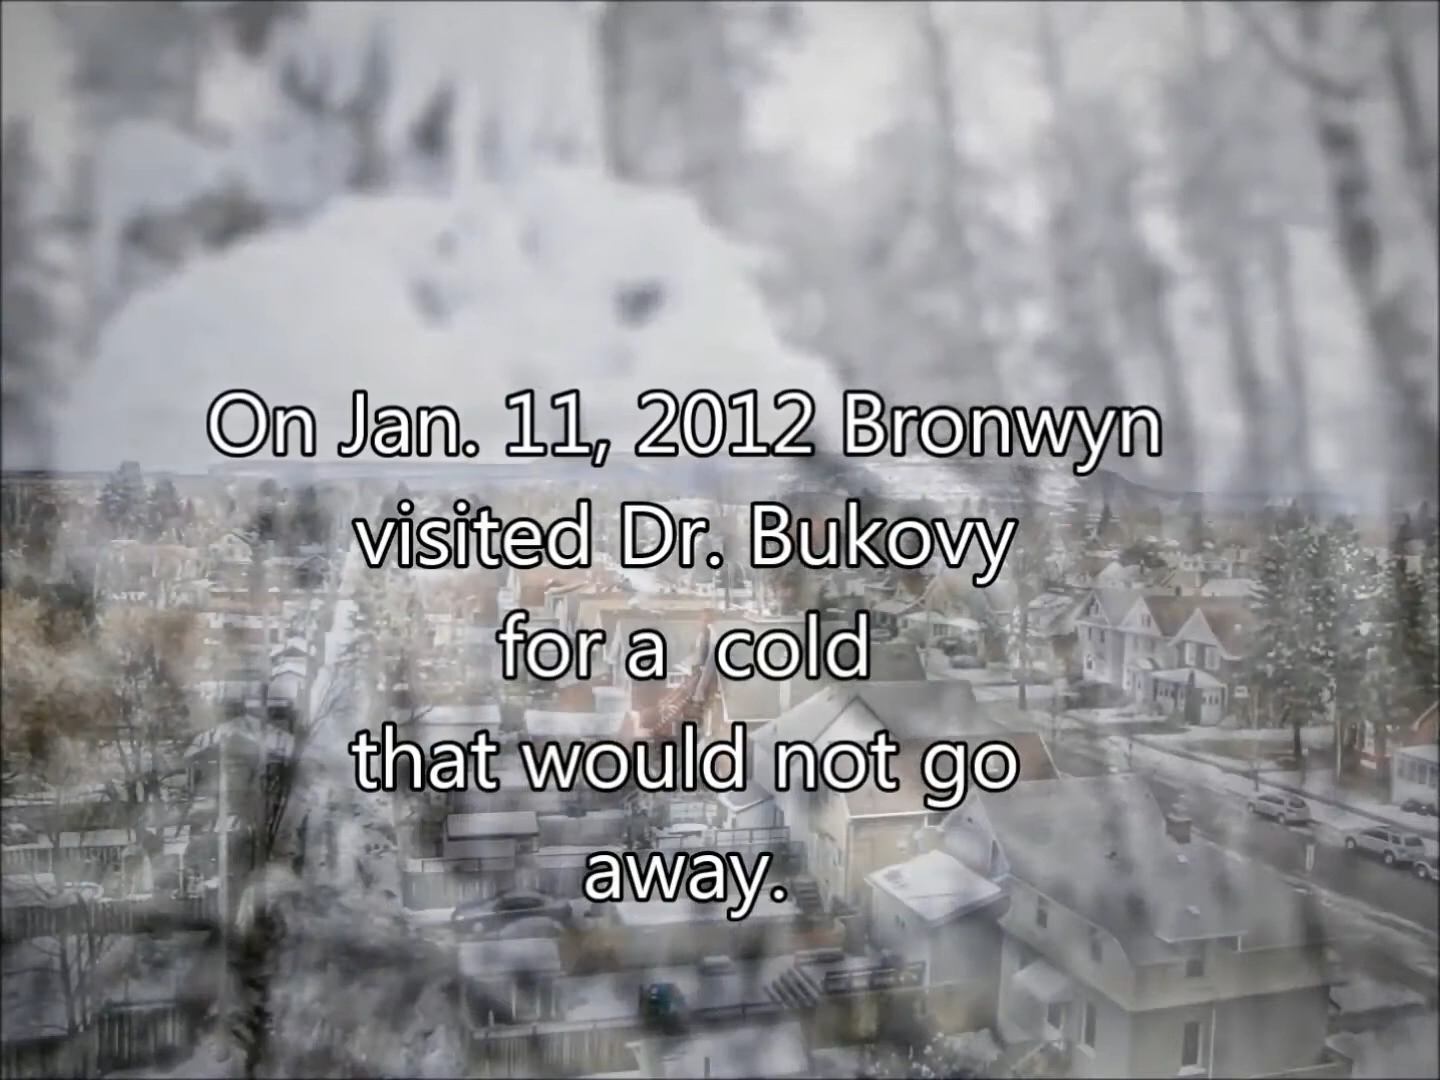 On Jan. 11, 2012 Bronwyn
visited Dr. Bukovy
for a  cold
that would not go
away.